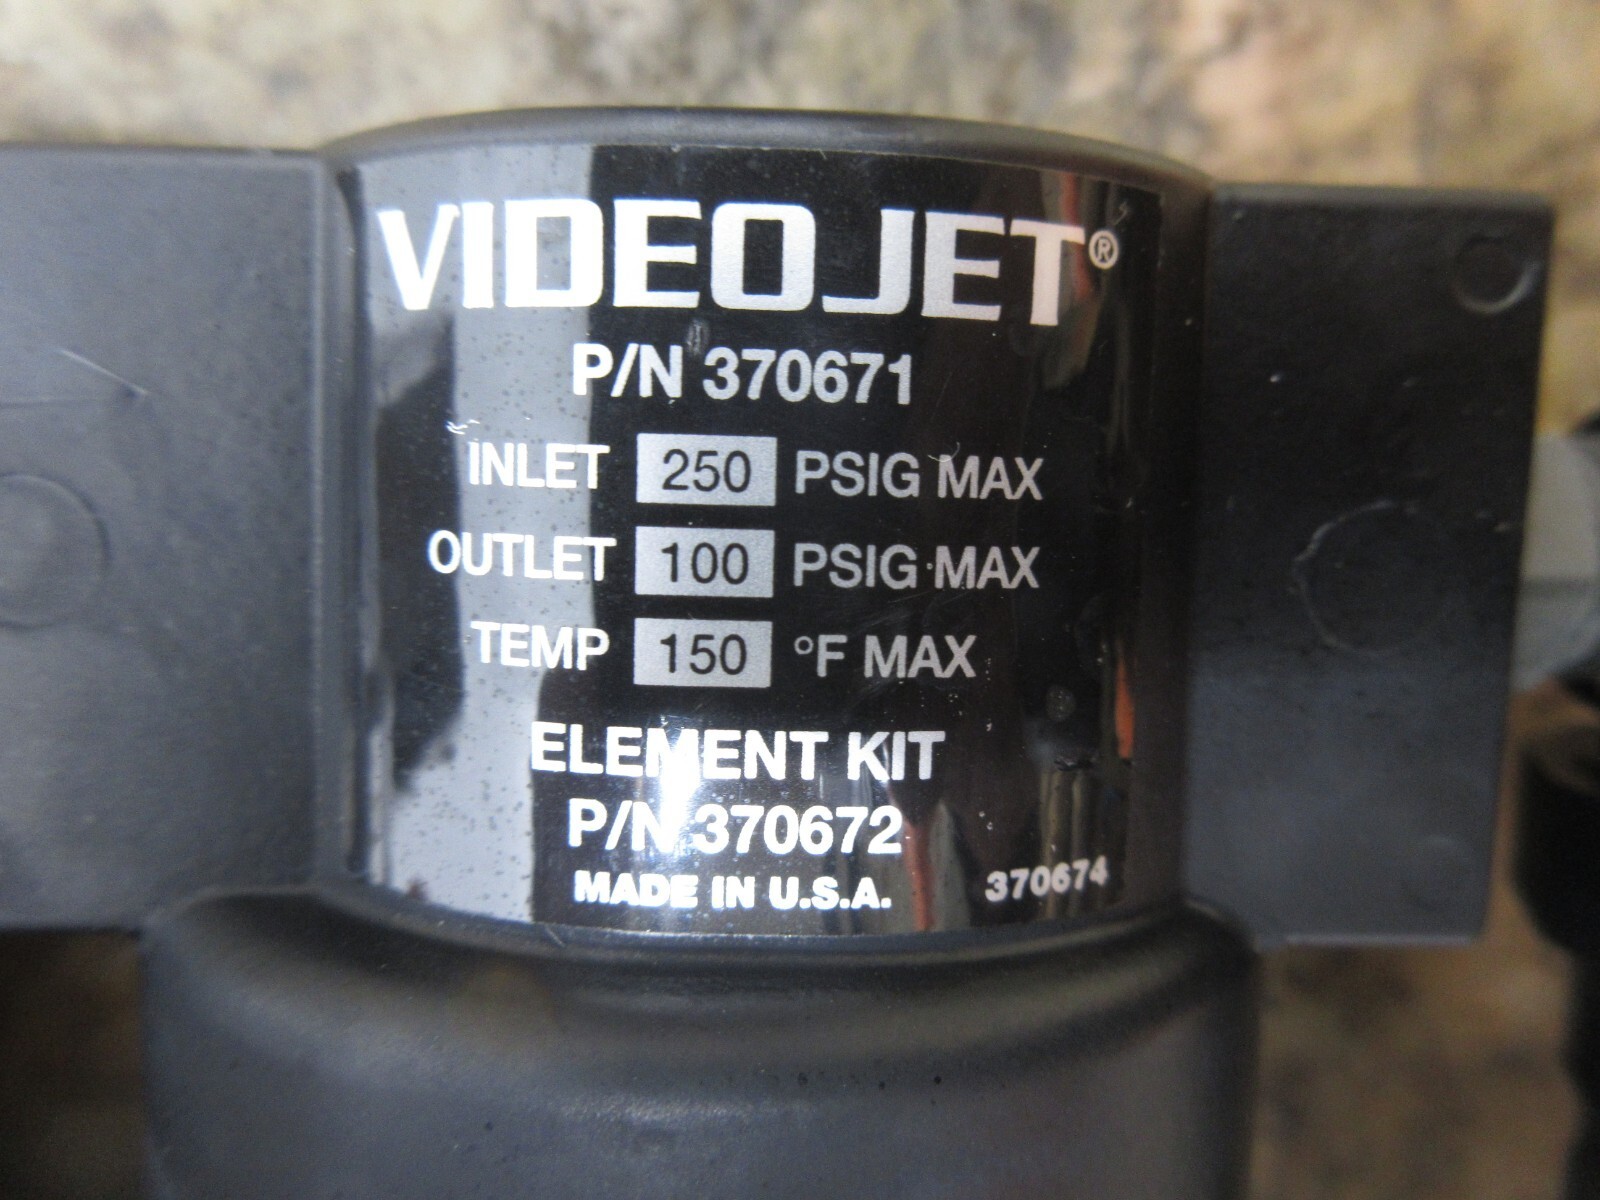 VIDEOJET®
P/N 370671
INLET 250 PSIG MAX
OUTLET 100 PSIG MAX
TEMP 150 °F MAX
ELEMENT KIT
P/N 370672
MADE IN U.S.A.
370674